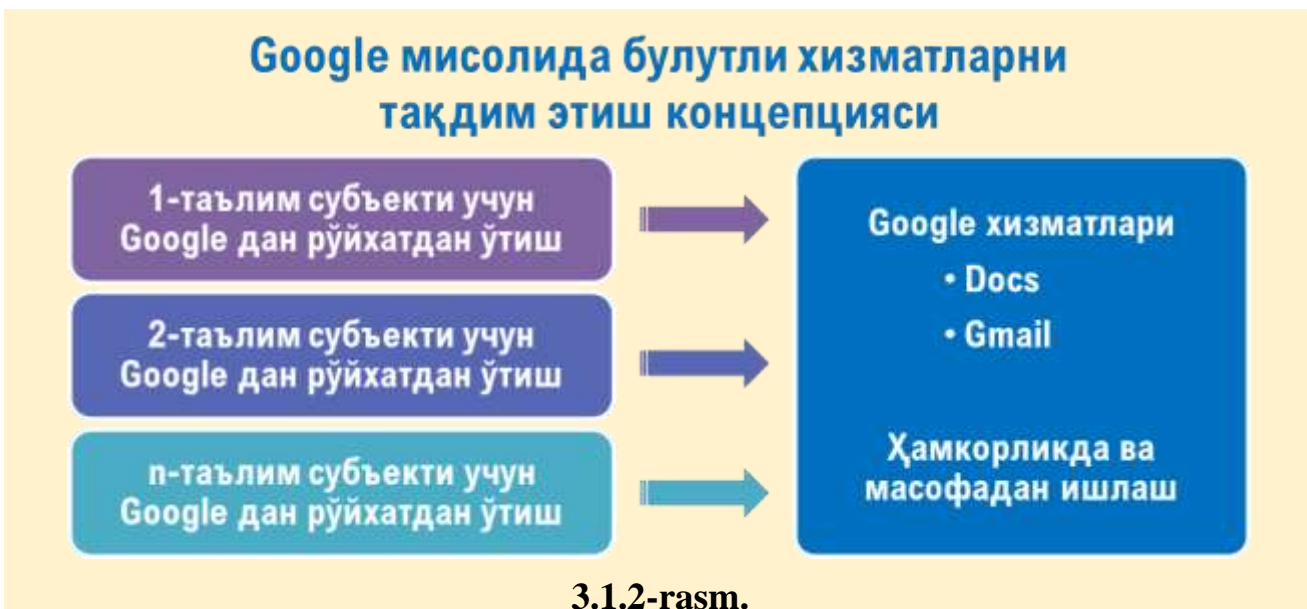 Google мисолида булутли хизматларни
тақдим этиш концепцияси
1-таълим субъекти учун
Google дан рўйхатдан ўтиш
2-таълим субъекти учун
Google дан рўйхатдан ўтиш
n-таълим субъекти учун
Google дан рўйхатдан ўтиш
Google хизматлари
• Docs
• Gmail
Ҳамкорликда ва
масофадан ишлаш
3.1.2-rasm.